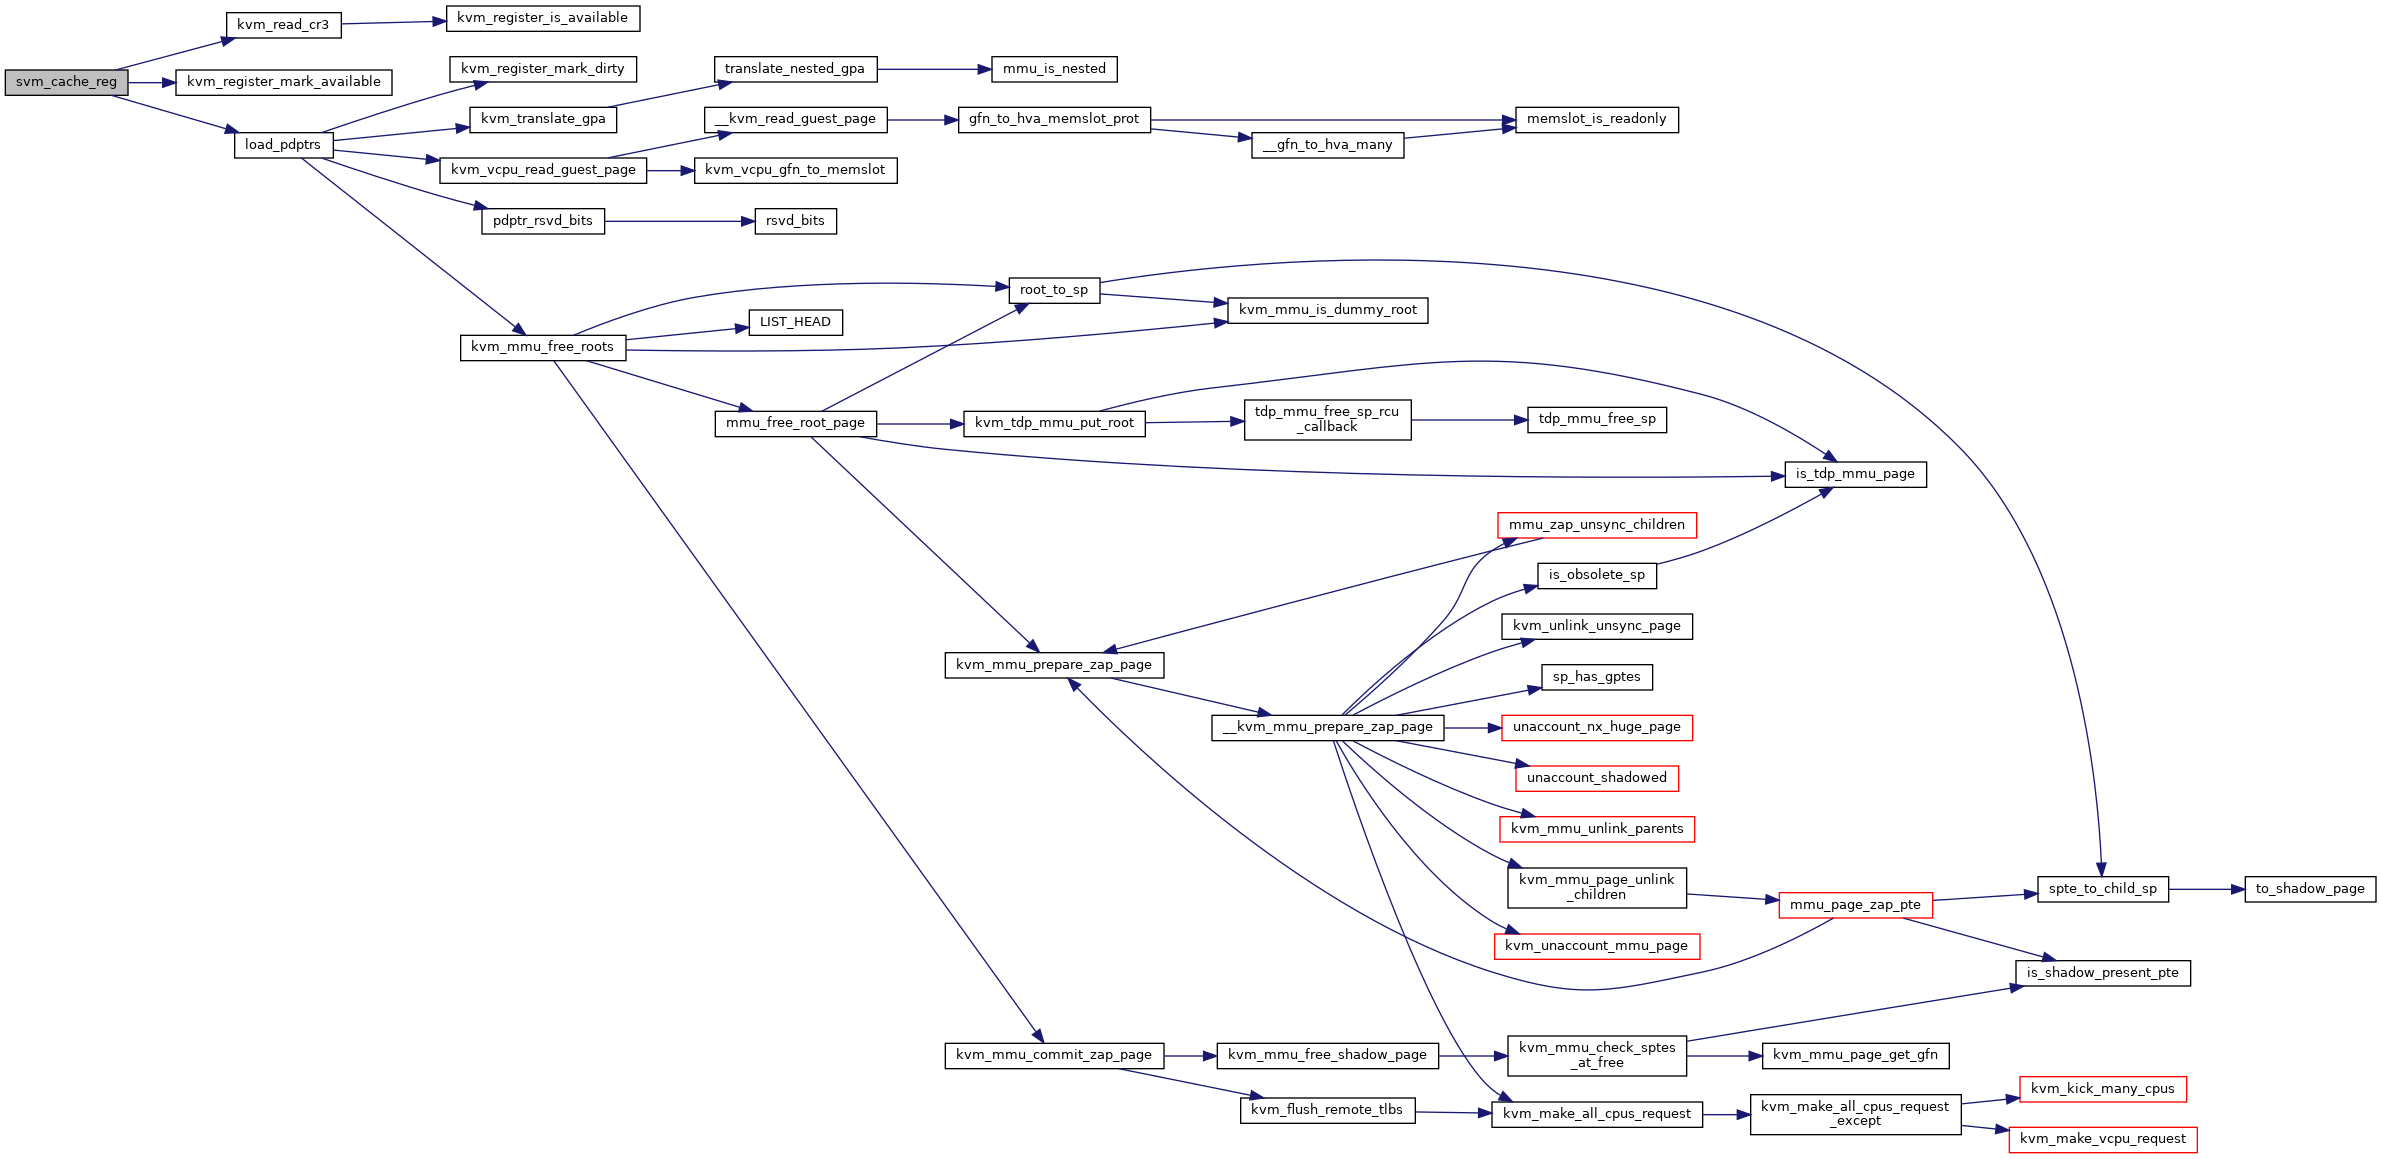 svm_cache_reg
kvm_read_cr3
kvm_register_is_available
kvm_register_mark_available
load_pdptrs
kvm_register_mark_dirty
kvm_translate_gpa
translate_nested_gpa
mmu_is_nested
kvm_vcpu_read_guest_page
__kvm_read_guest_page
gfn_to_hva_memslot_prot
memslot_is_readonly
__gfn_to_hva_many
kvm_vcpu_gfn_to_memslot
pdptr_rsvd_bits
rsvd_bits
kvm_mmu_free_roots
root_to_sp
LIST_HEAD
kvm_mmu_is_dummy_root
mmu_free_root_page
kvm_tdp_mmu_put_root
tdp_mmu_free_sp_rcu
_callback
tdp_mmu_free_sp
is_tdp_mmu_page
mmu_zap_unsync_children
is_obsolete_sp
kvm_unlink_unsync_page
kvm_mmu_prepare_zap_page
sp_has_gptes
__kvm_mmu_prepare_zap_page
unaccount_nx_huge_page
unaccount_shadowed
kvm_mmu_unlink_parents
kvm_mmu_page_unlink
_children
mmu_page_zap_pte
spte_to_child_sp
to_shadow_page
kvm_unaccount_mmu_page
is_shadow_present_pte
kvm_mmu_commit_zap_page
kvm_mmu_free_shadow_page
kvm_mmu_check_sptes
_at_free
kvm_mmu_page_get_gfn
kvm_flush_remote_tlbs
kvm_make_all_cpus_request
kvm_make_all_cpus_request
_except
kvm_kick_many_cpus
kvm_make_vcpu_request